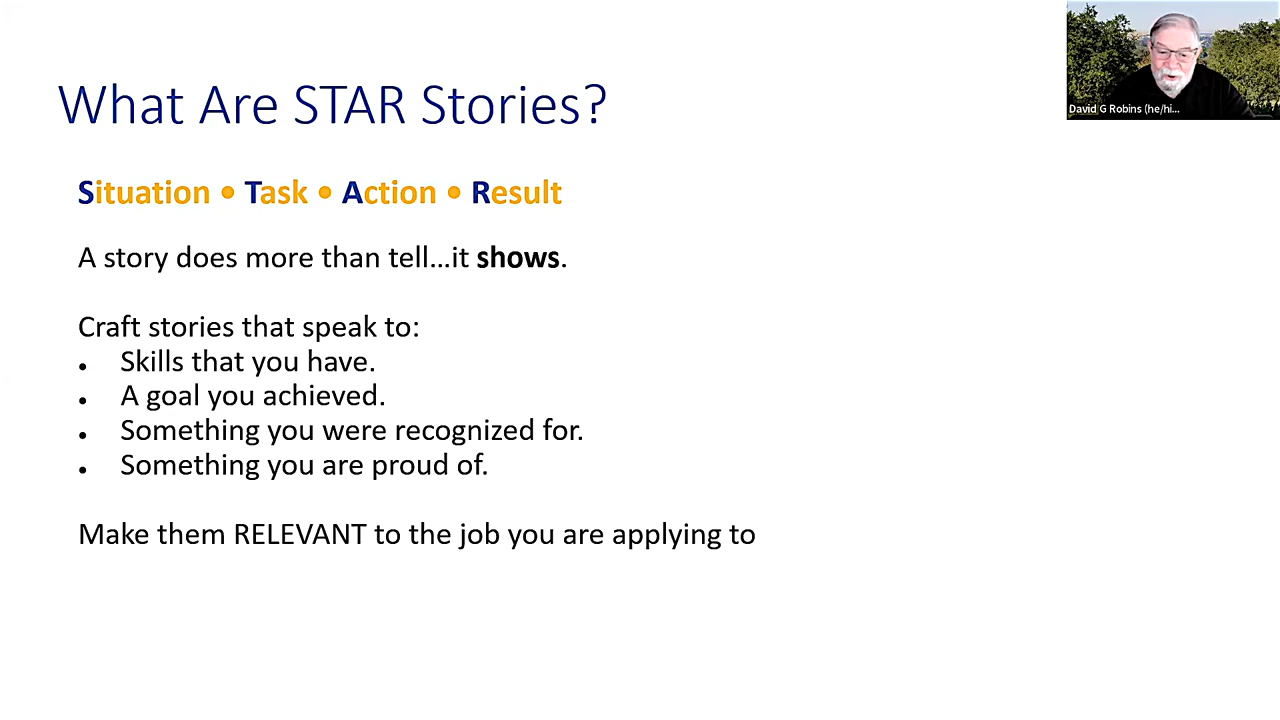 What Are STAR Stories?
Situation • Task • Action • Result
A story does more than tell...it shows.
Craft stories that speak to:
• Skills that you have.
• A goal you achieved.
• Something you were recognized for.
• Something you are proud of.
Make them RELEVANT to the job you are applying to
David G Robins (he/hi...